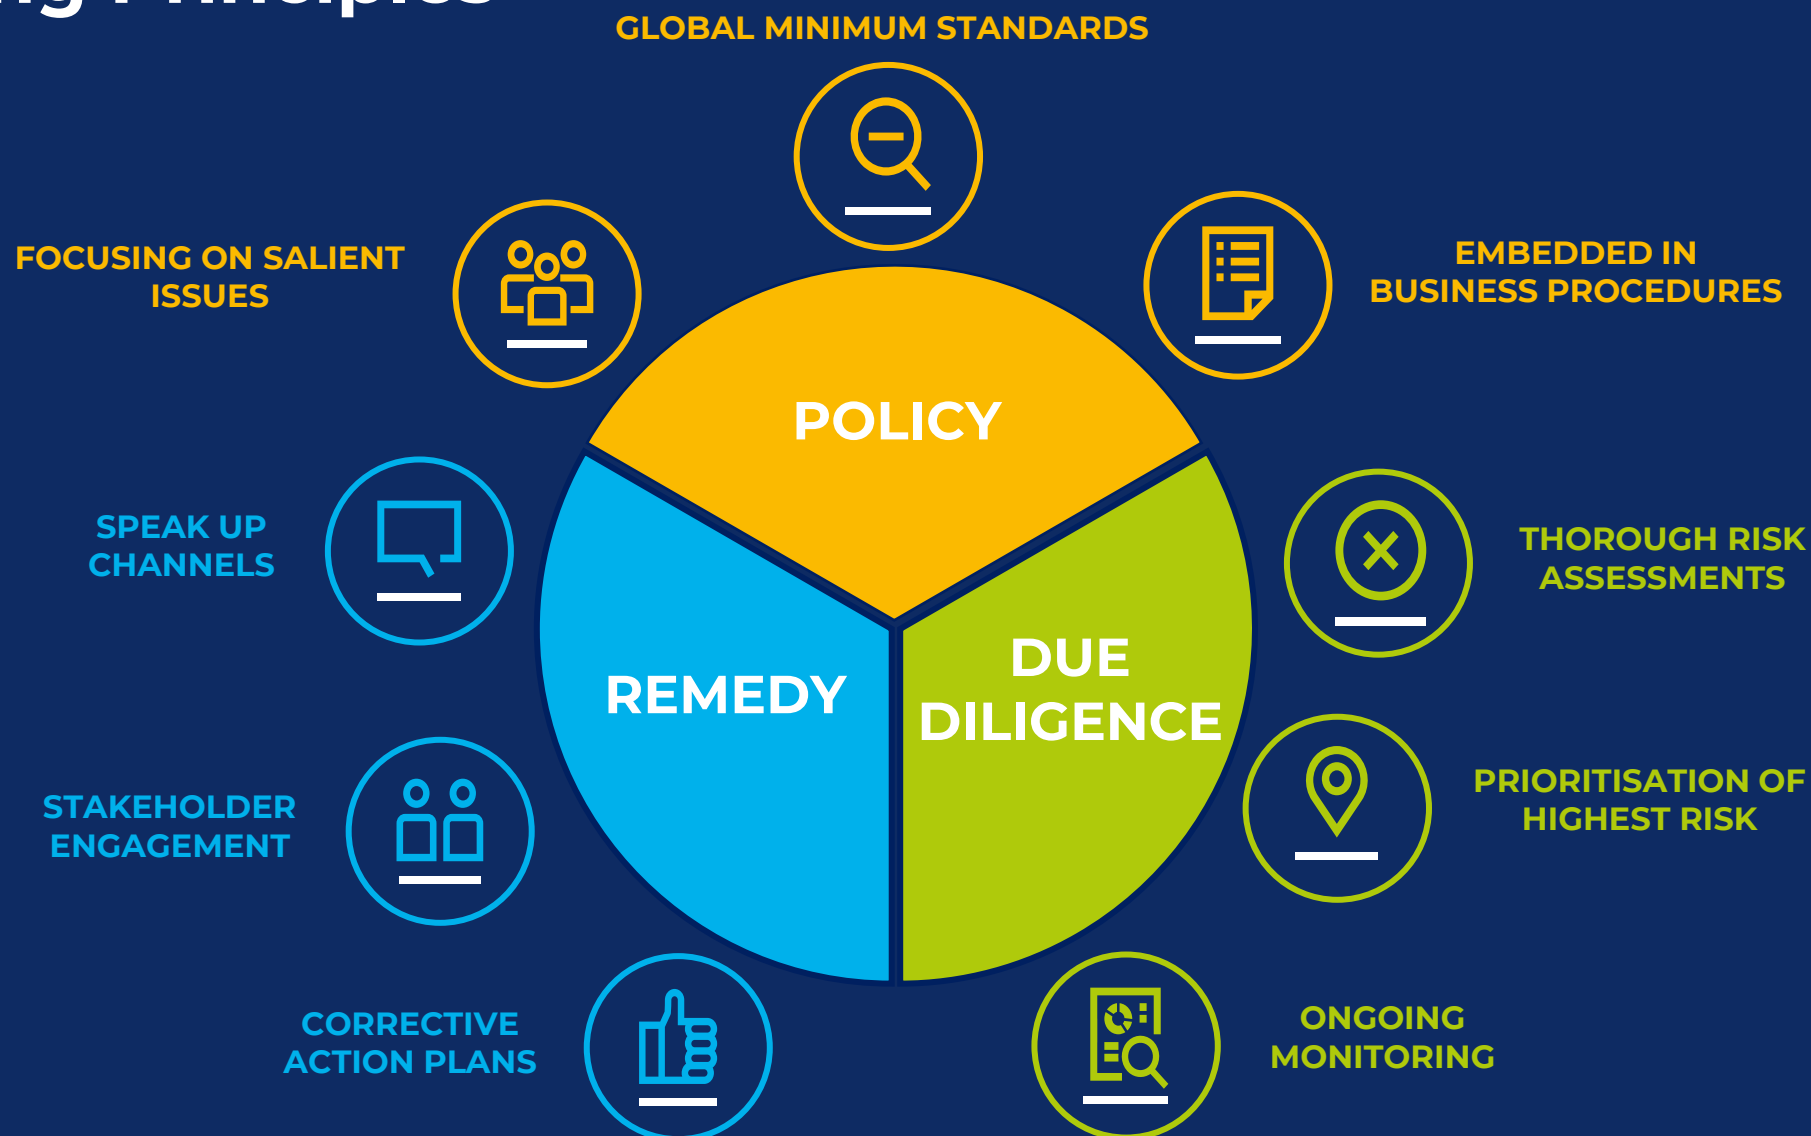 Principles
GLOBAL MINIMUM STANDARDS
FOCUSING ON SALIENT
ISSUES
EMBEDDED IN
BUSINESS PROCEDURES
POLICY
SPEAK UP
CHANNELS
THOROUGH RISK
ASSESSMENTS
REMEDY
DUE
DILIGENCE
STAKEHOLDER
ENGAGEMENT
PRIORITISATION OF
HIGHEST RISK
CORRECTIVE
ACTION PLANS
ONGOING
MONITORING